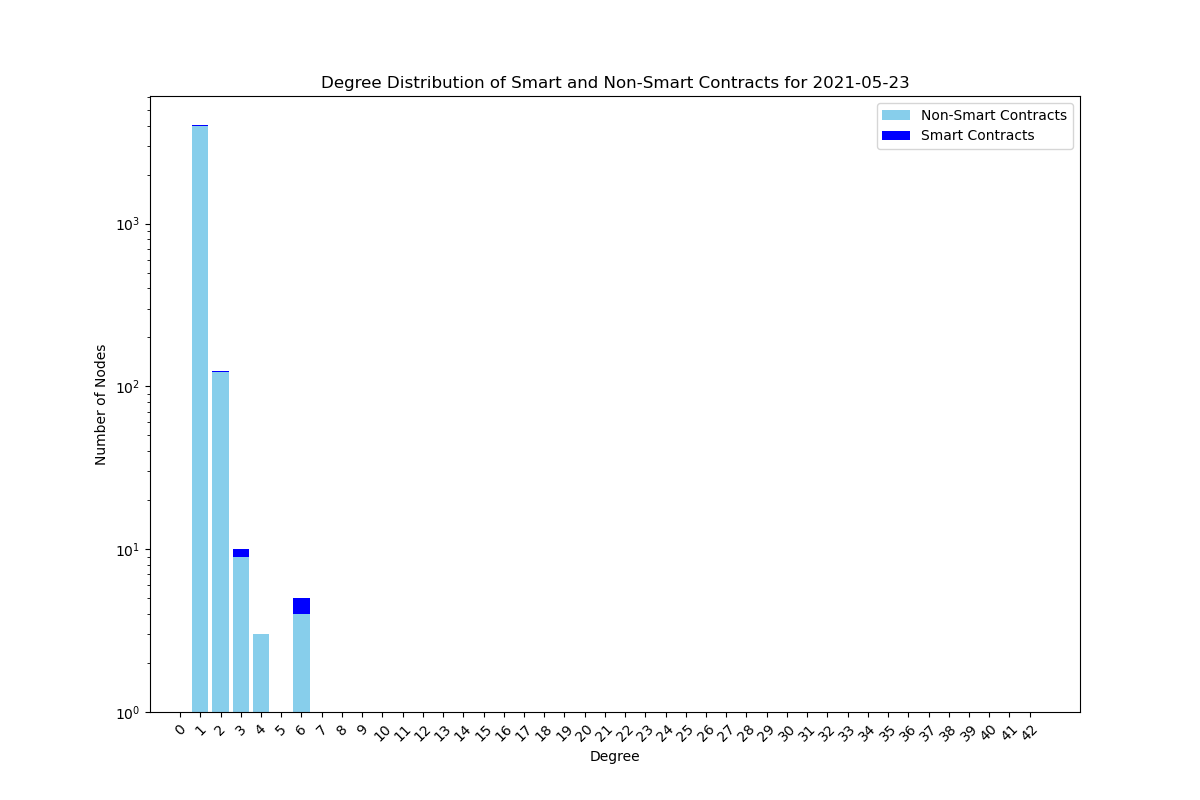 Degree Distribution of Smart and Non-Smart Contracts for 2021-05-23
Non-Smart Contracts
Smart Contracts
Number of Nodes
10³
10²
10¹
10⁰
0 1 2 3 4 5 6 7 8 9 10 11 12 13 14 15 16 17 18 19 20 21 22 23 24 25 26 27 28 29 30 31 32 33 34 35 36 37 38 39 40 41 42
Degree